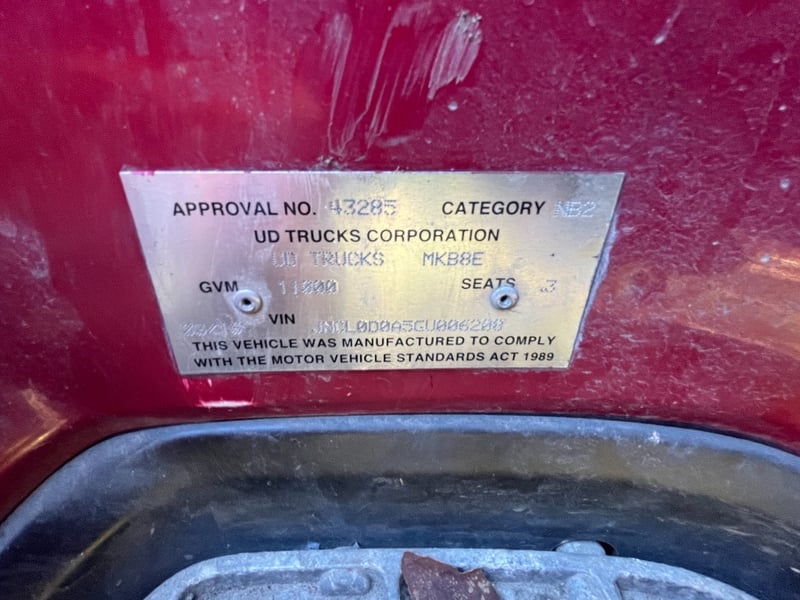 APPROVAL NO. 43285 CATEGORY NB2
UD TRUCKS CORPORATION
UD TRUCKS MKB8E
GVM 11000 SEATS 3
VIN JNCL0D0A5GU006200
THIS VEHICLE WAS MANUFACTURED TO COMPLY
WITH THE MOTOR VEHICLE STANDARDS ACT 1989